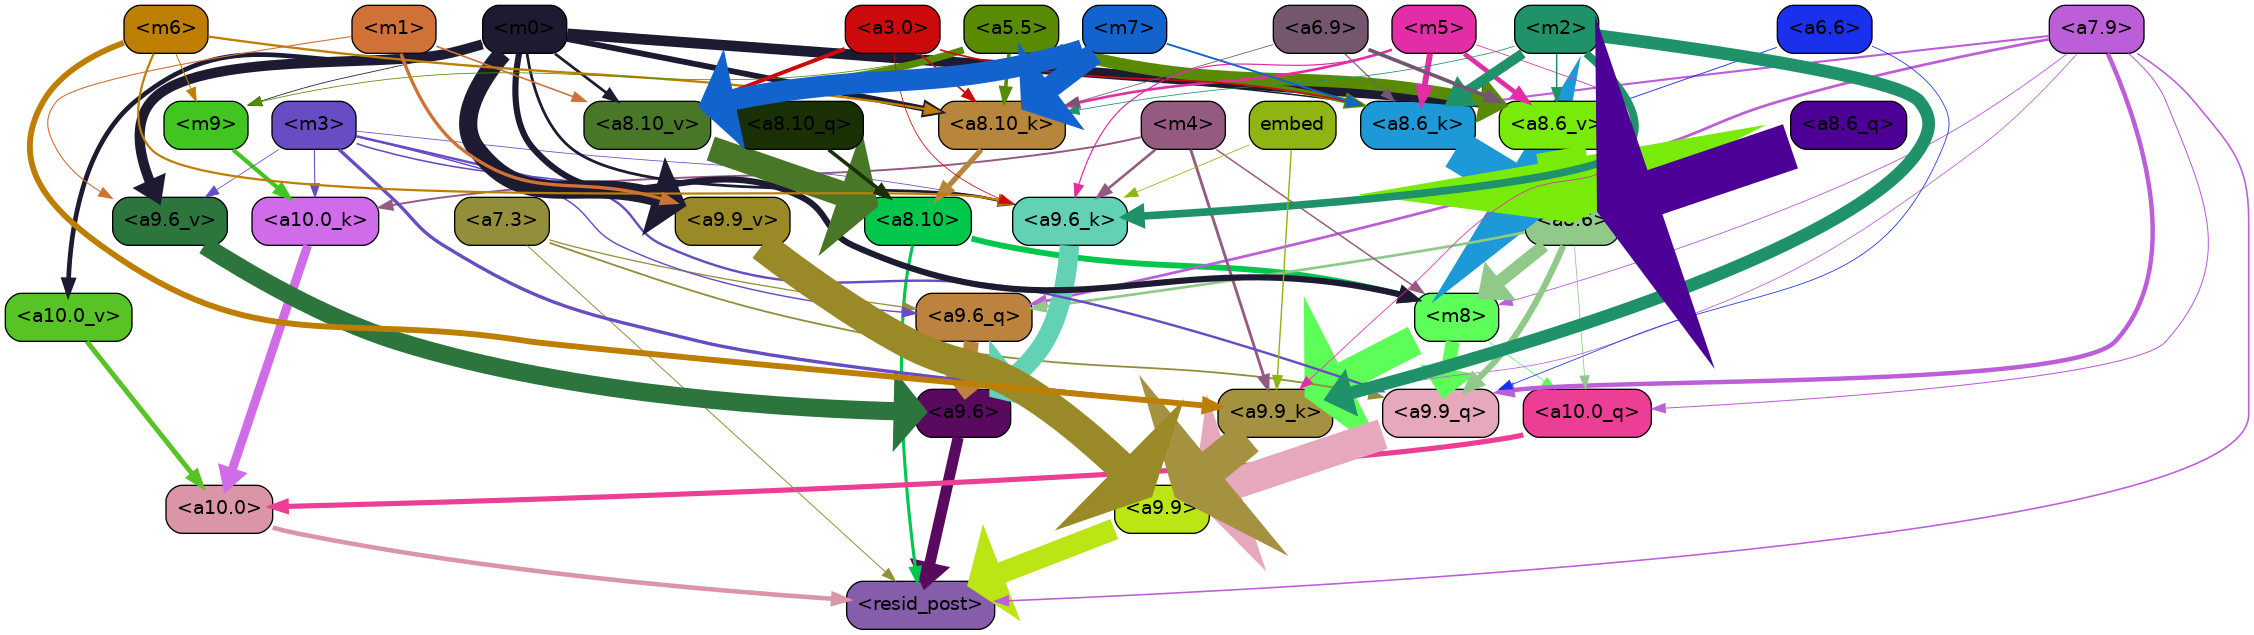 <m6> <m1> <m0> <a3.0> <a5.5> <m7> <a6.9> <m5> <m2> <a6.6> <a7.9>
<m9> <m3> <a8.10_v> <a8.10_q> <a8.10_k> <m4> embed <a8.6_k> <a8.6_v> <a8.6_q>
<a9.6_v> <a10.0_k> <a7.3> <a9.9_v> <a8.10> <a9.6_k> <a8.6>
<a10.0_v> <a9.6_q> <m8>
<a9.6> <a9.9_k> <a9.9_q> <a10.0_q>
<a10.0> <a9.9>
<resid_post>